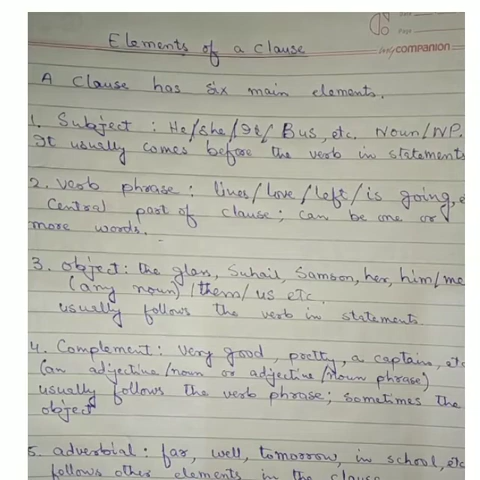 Date
Page
my companion
Elements of a clause
A clause has six main elements.
1. Subject : He/she/It/ Bus, etc. Noun/NP.
It usually comes before the verb in statements
2. Verb phrase : lives/love/left/is going,
Central part of clause; can be one or
more words.
3. Object : the glass, Suhail, Samson, her, him/me
(any noun) /them/us etc.
usually follows the verb in statements.
4. Complement : very good, pretty, a captain, etc
(an adjective/noun or adjective/Noun phrase)
usually follows the verb phrase; sometimes the
object
5. adverbial : far, well, tomorrow, in school, etc
follows other elements in the clause